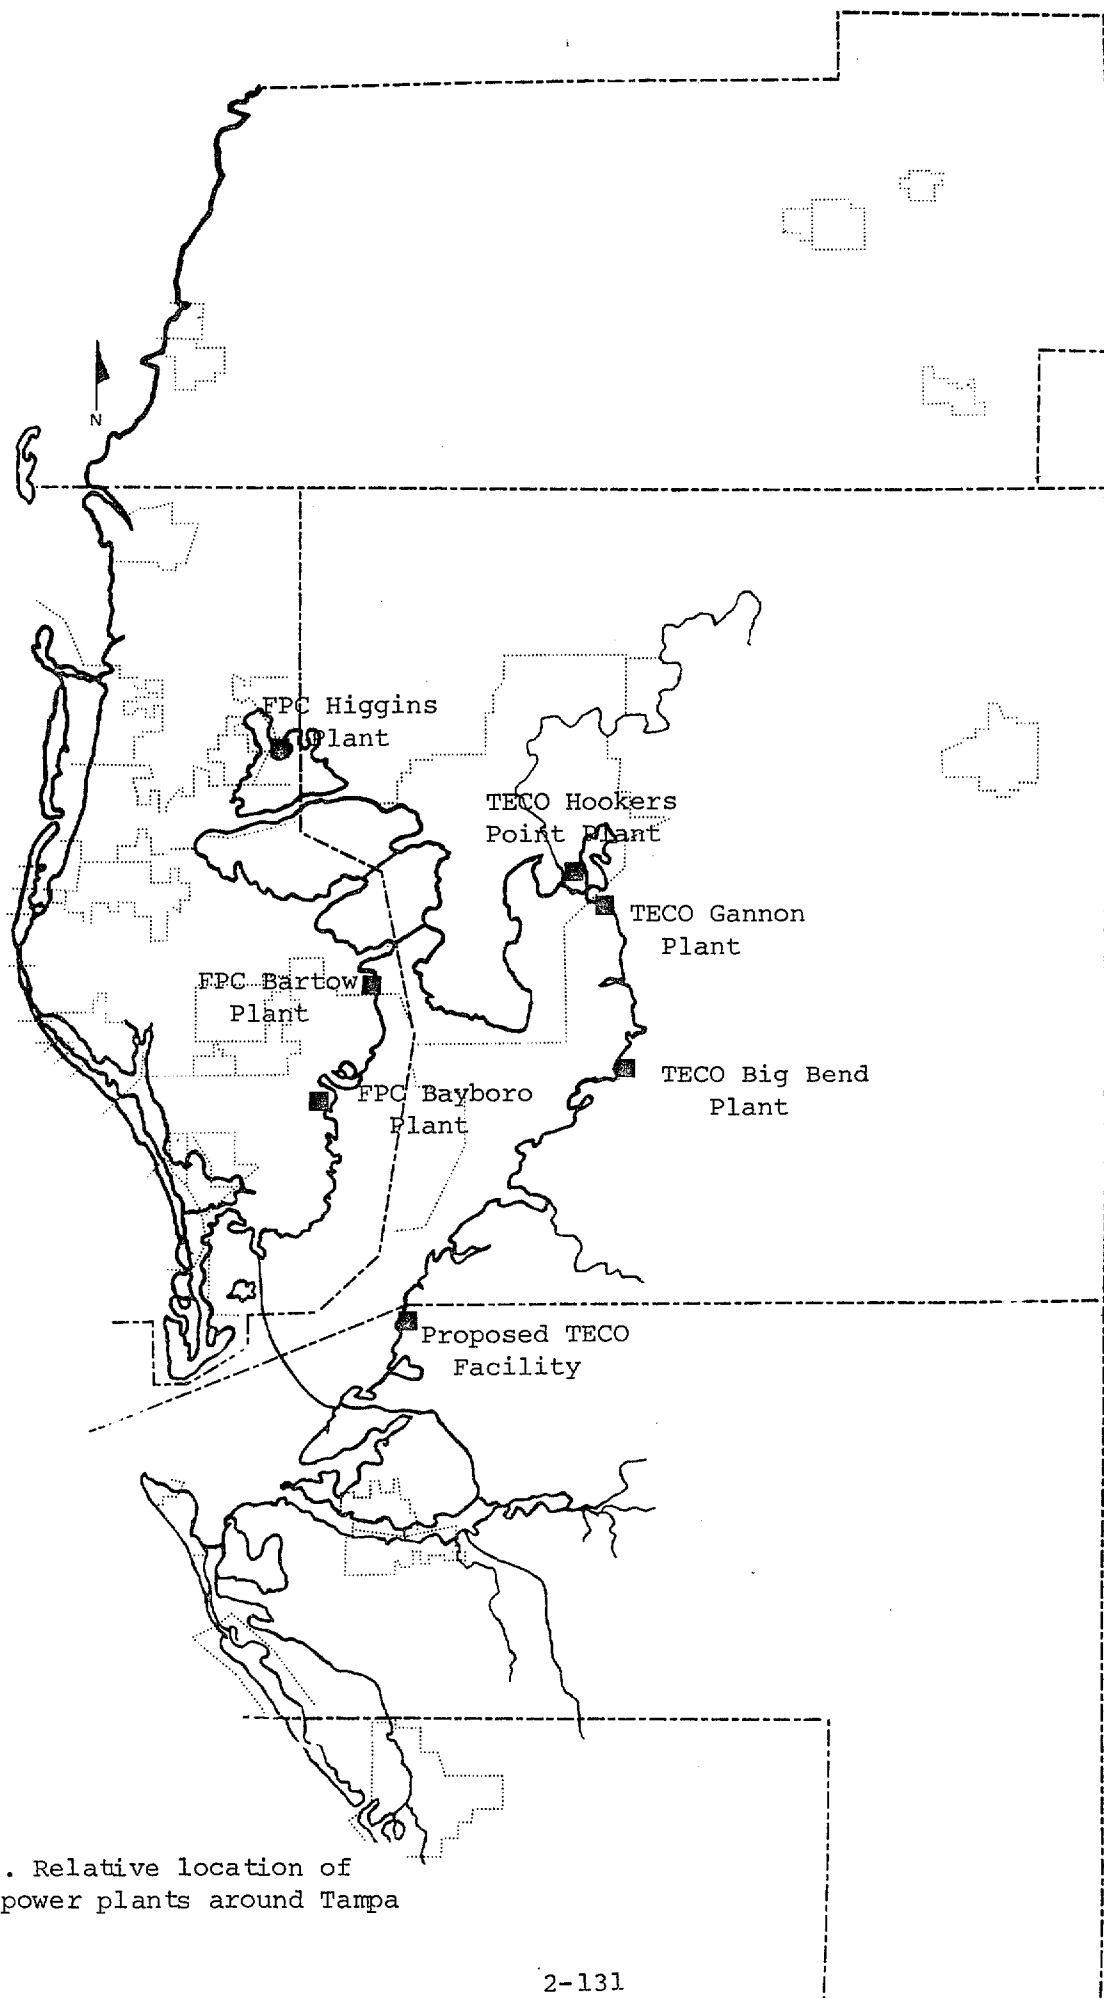 N
FPC Higgins
Plant
TECO Hookers
Point Plant
TECO Gannon
Plant
FPC Bartow
Plant
TECO Big Bend
Plant
FPC Bayboro
Plant
Proposed TECO
Facility
. Relative location of
power plants around Tampa
2-131